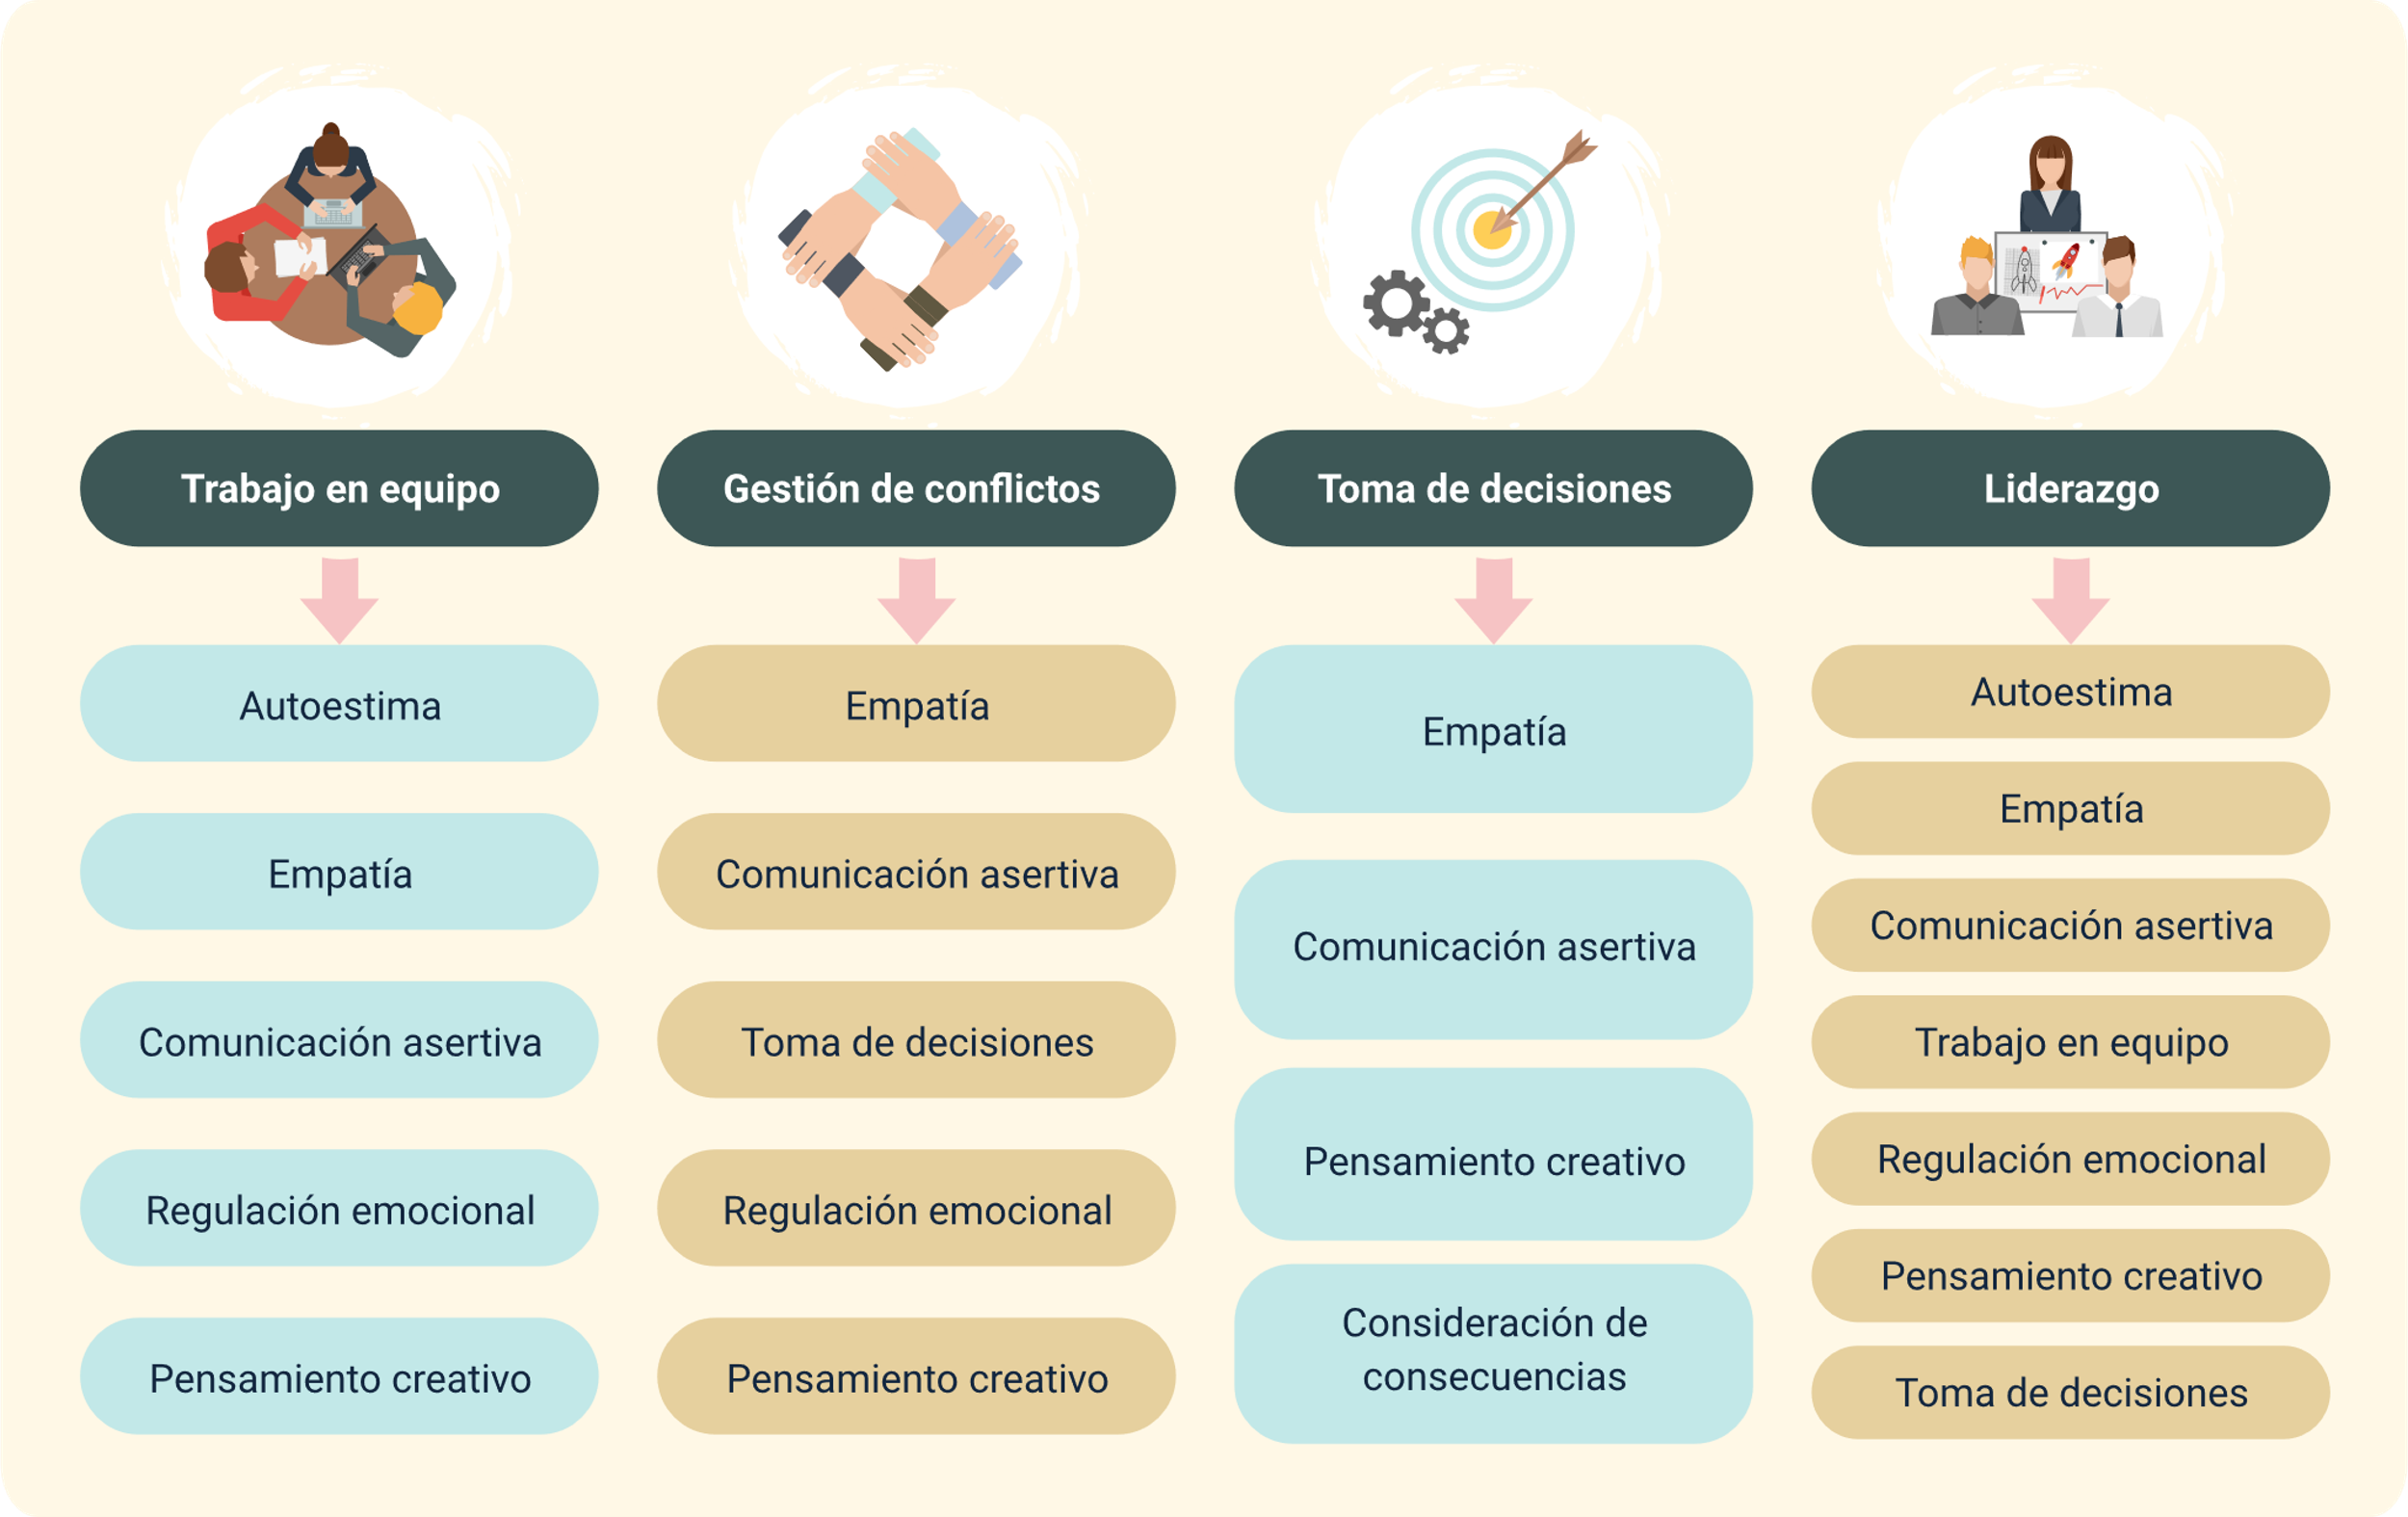 Trabajo en equipo
Autoestima
Empatía
Comunicación asertiva
Regulación emocional
Pensamiento creativo
Gestión de conflictos
Empatía
Comunicación asertiva
Toma de decisiones
Regulación emocional
Pensamiento creativo
Toma de decisiones
Empatía
Comunicación asertiva
Pensamiento creativo
Consideración de
consecuencias
Liderazgo
Autoestima
Empatía
Comunicación asertiva
Trabajo en equipo
Regulación emocional
Pensamiento creativo
Toma de decisiones